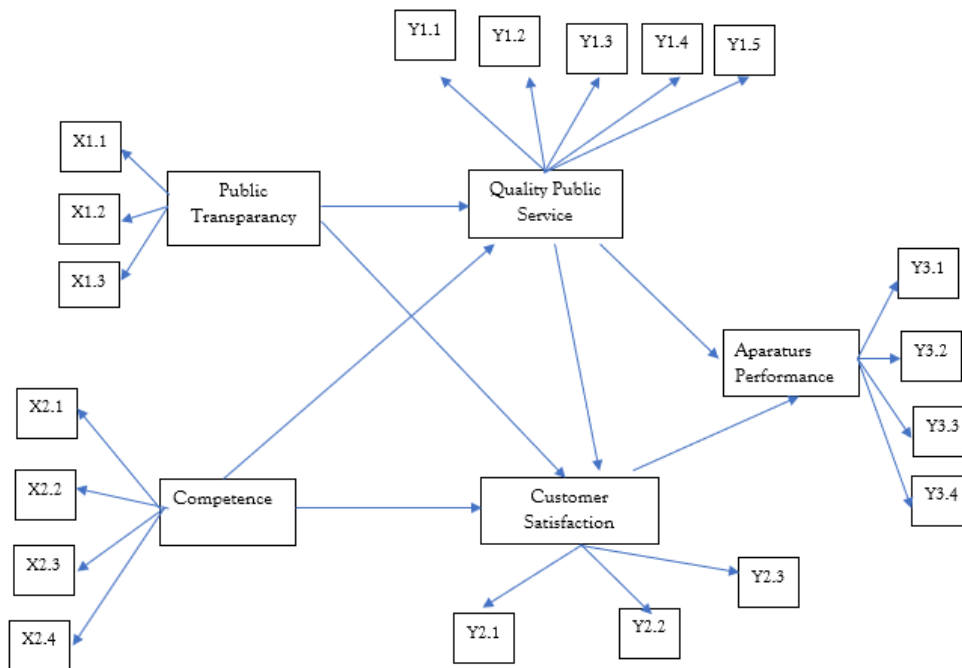 Y1.1
Y1.2
Y1.3
Y1.4
Y1.5
X1.1
X1.2
X1.3
Public
Transparancy
Quality Public
Service
Y3.1
Y3.2
Y3.3
Y3.4
Aparaturs
Performance
X2.1
X2.2
X2.3
X2.4
Competence
Customer
Satisfaction
Y2.1
Y2.2
Y2.3